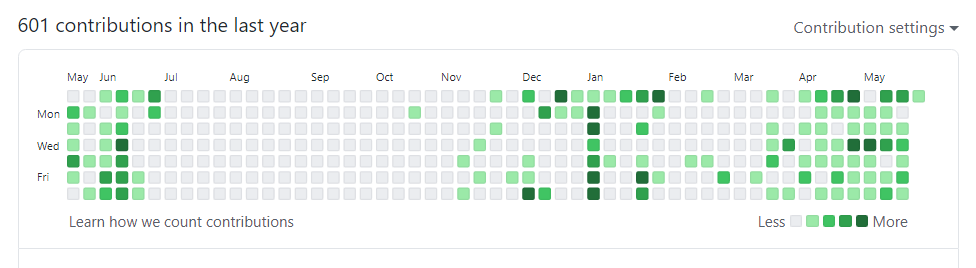 601 contributions in the last year
Contribution settings
May Jun Jul Aug Sep Oct Nov Dec Jan Feb Mar Apr May
Mon
Wed
Fri
Learn how we count contributions
Less More